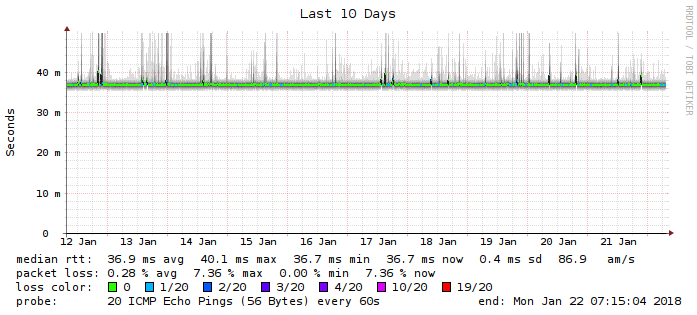 Last 10 Days
RRDTOOL / TOBI OETIKER
Seconds
40 m
30 m
20 m
10 m
0
12 Jan 13 Jan 14 Jan 15 Jan 16 Jan 17 Jan 18 Jan 19 Jan 20 Jan 21 Jan
median rtt: 36.9 ms avg 40.1 ms max 36.7 ms min 36.7 ms now 0.4 ms sd 86.9 am/s
packet loss: 0.28 % avg 7.36 % max 0.00 % min 7.36 % now
loss color: 0 1/20 2/20 3/20 4/20 10/20 19/20
probe: 20 ICMP Echo Pings (56 Bytes) every 60s end: Mon Jan 22 07:15:04 2018